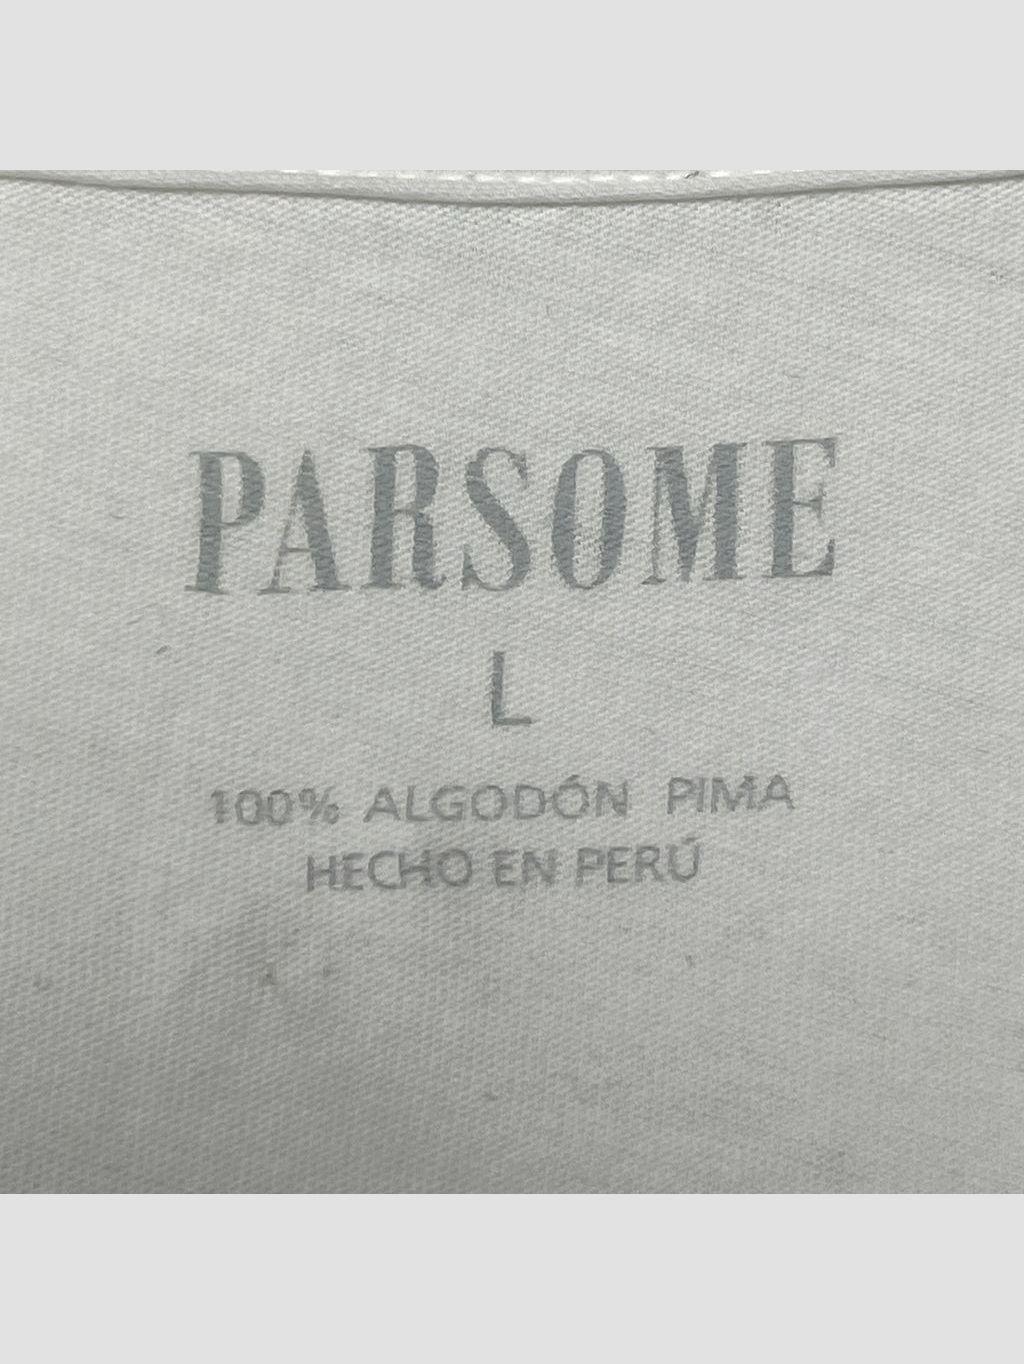 PARSOME
L
100% ALGODÓN PIMA
HECHO EN PERÚ